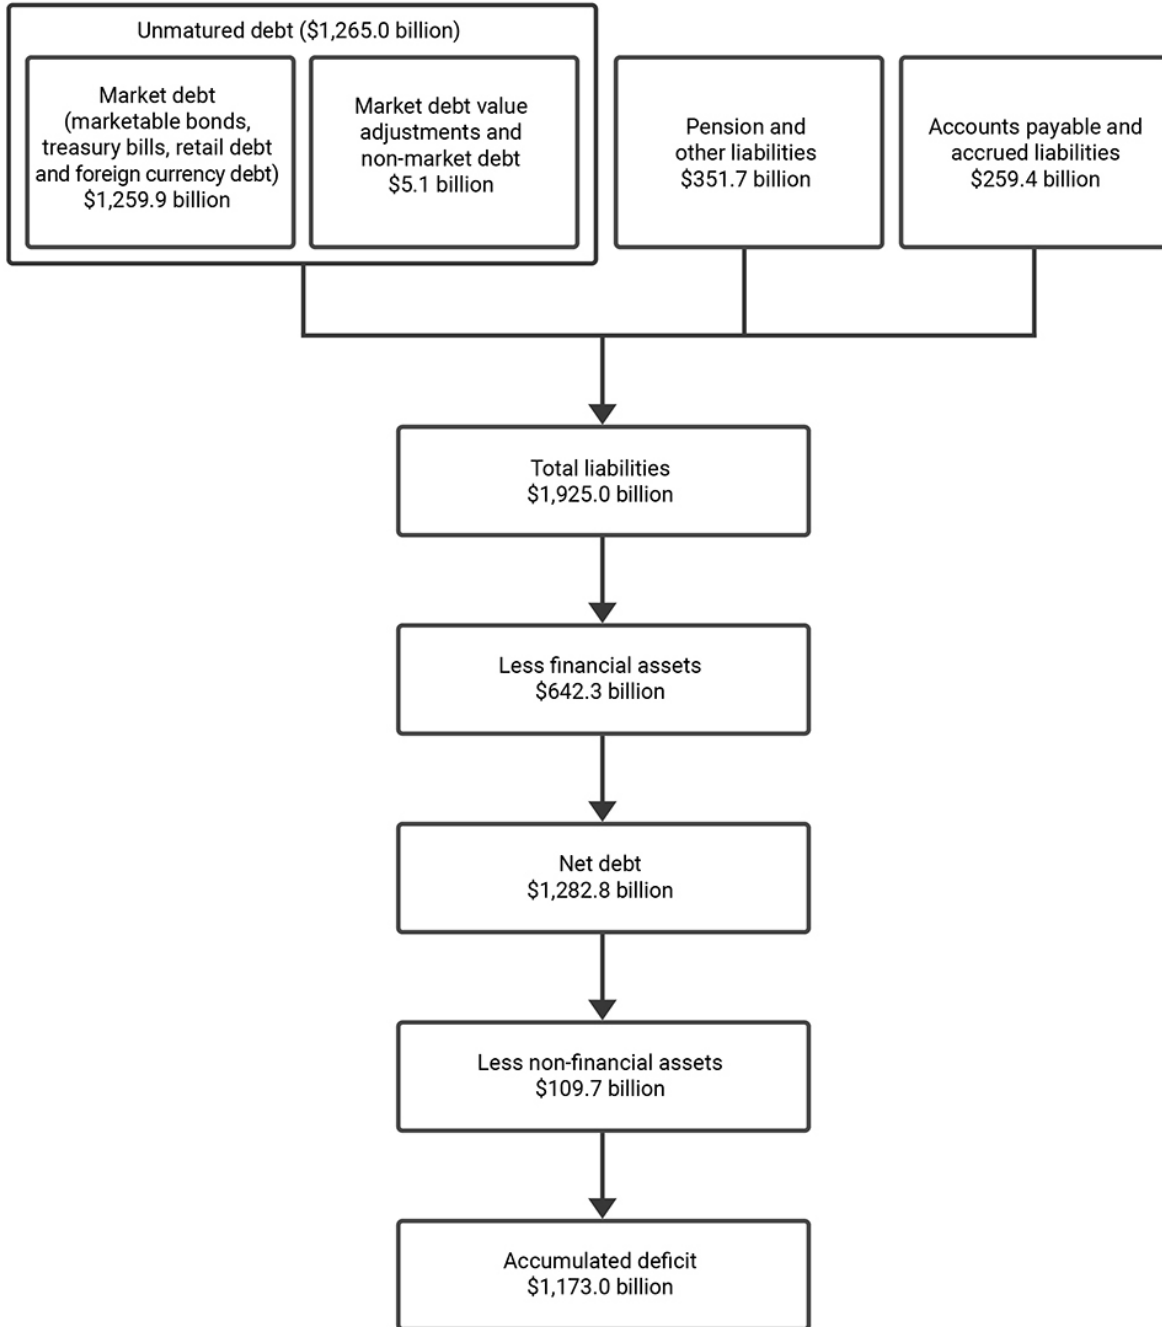 Unmatured debt ($1,265.0 billion)
Market debt
(marketable bonds,
treasury bills, retail debt
and foreign currency debt)
$1,259.9 billion
Market debt value
adjustments and
non-market debt
$5.1 billion
Pension and
other liabilities
$351.7 billion
Accounts payable and
accrued liabilities
$259.4 billion
Total liabilities
$1,925.0 billion
Less financial assets
$642.3 billion
Net debt
$1,282.8 billion
Less non-financial assets
$109.7 billion
Accumulated deficit
$1,173.0 billion